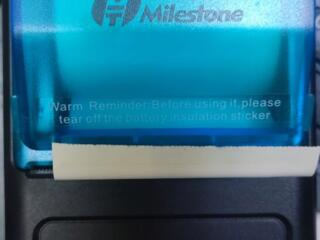 Milestone
Warm Reminder:Before using it,please
tear off the battery insulation sticker